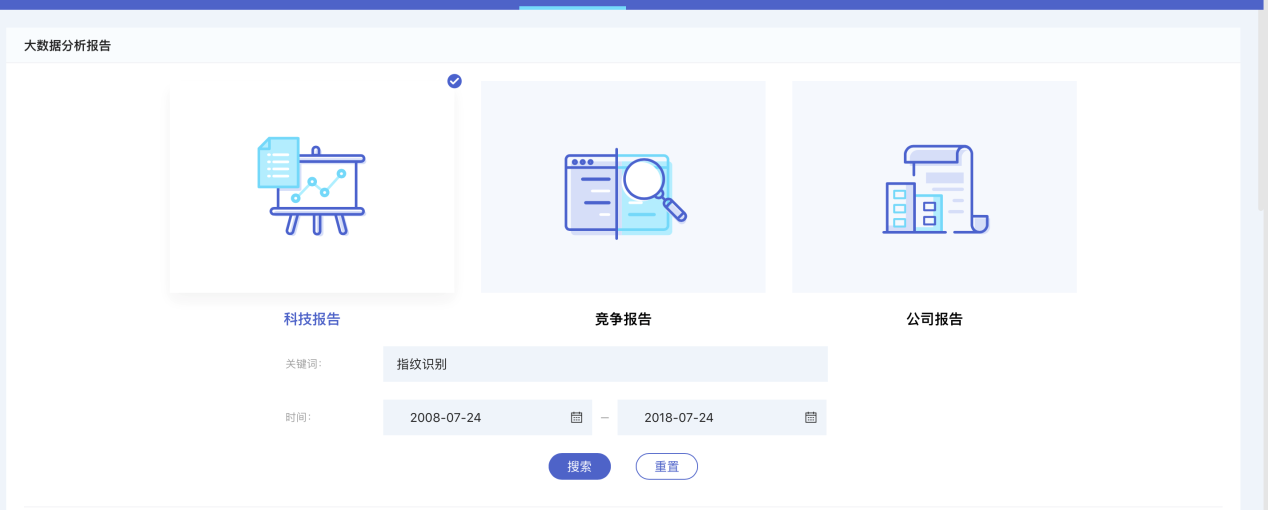 大数据分析报告
科技报告
竞争报告
公司报告
关键词：
指纹识别
时间：
2008-07-24
—
2018-07-24
搜索
重置